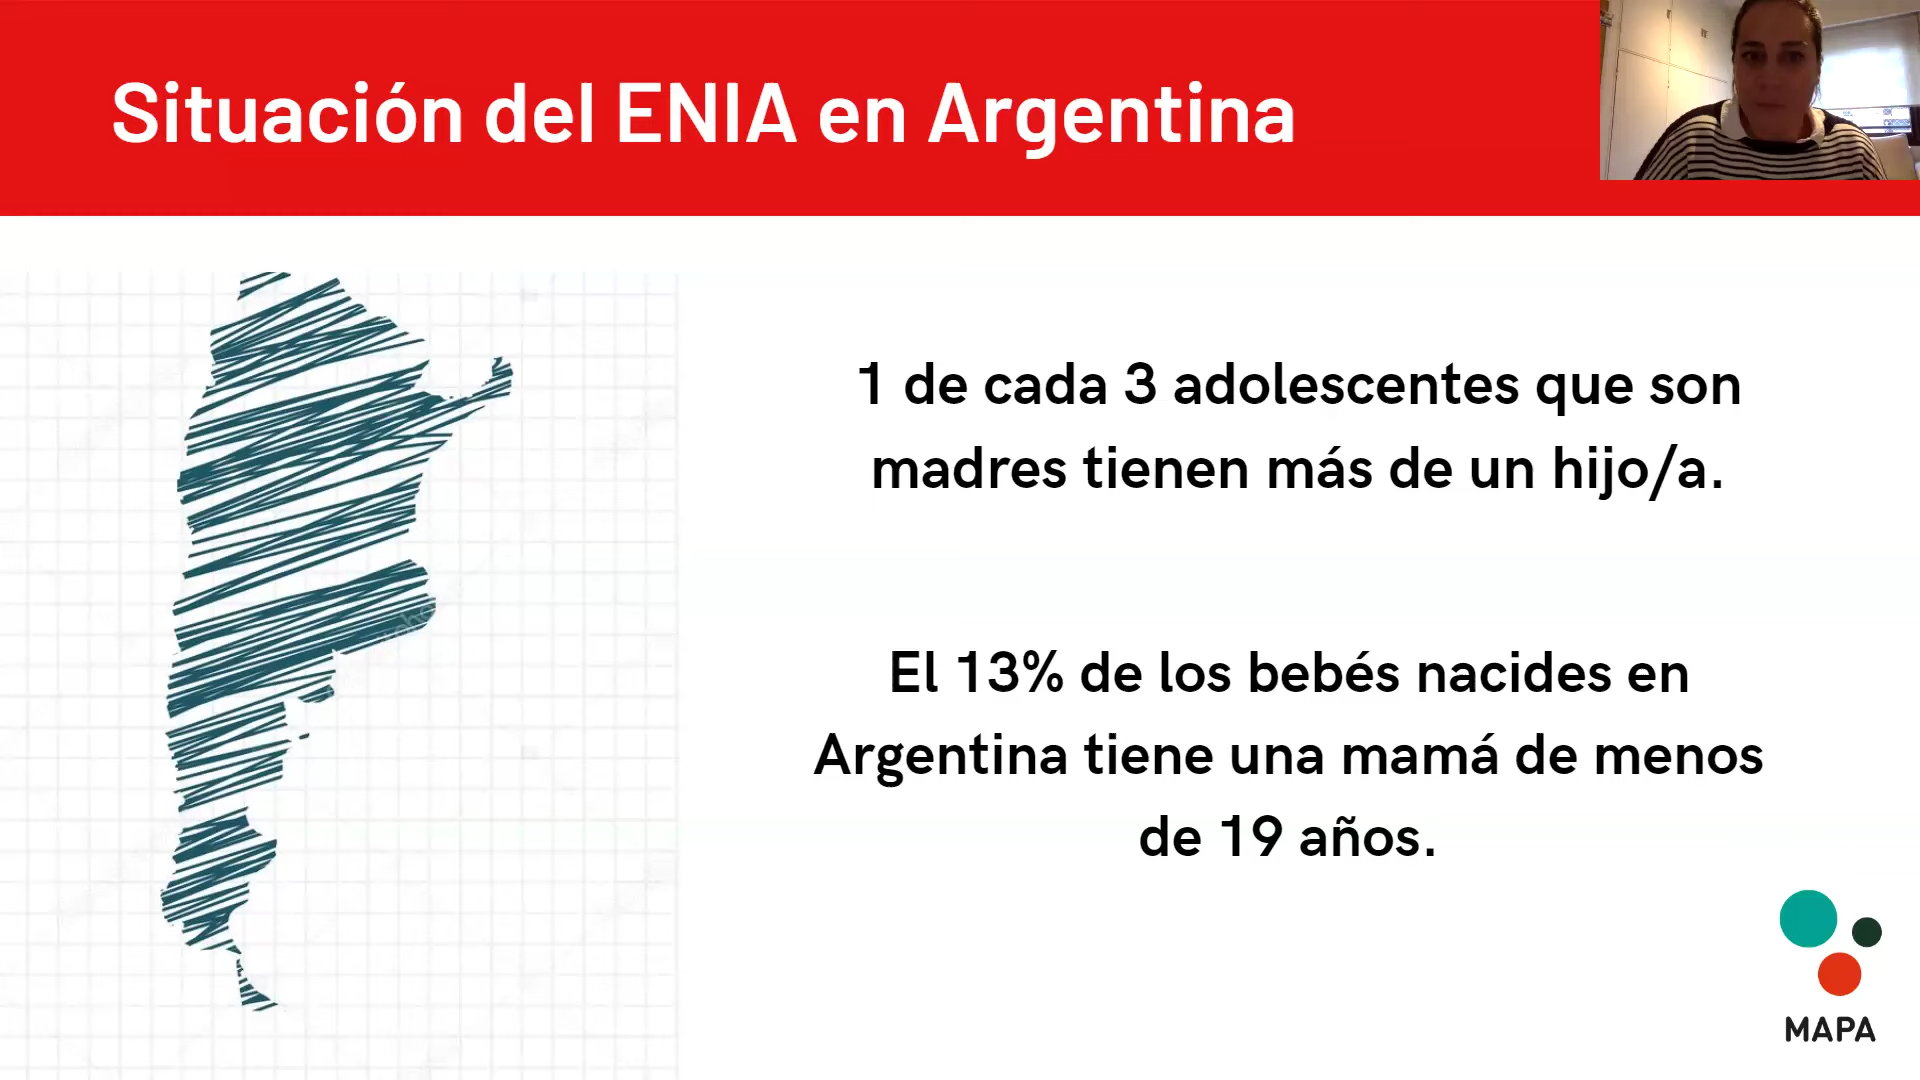 Situación del ENIA en Argentina
1 de cada 3 adolescentes que son
madres tienen más de un hijo/a.
El 13% de los bebés nacides en
Argentina tiene una mamá de menos
de 19 años.
MAPA